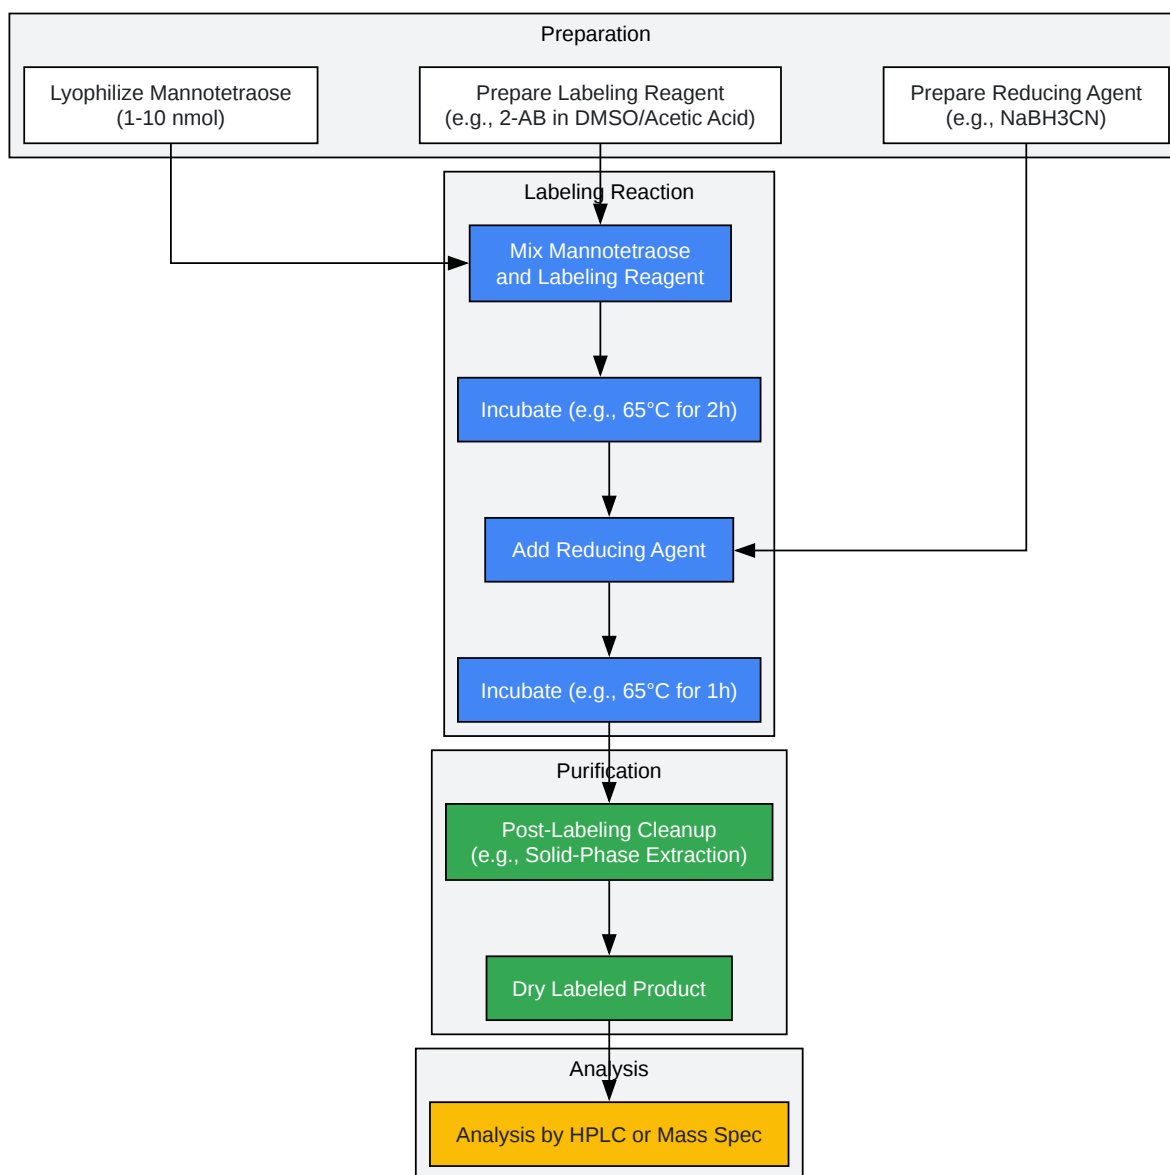 Preparation
Lyophilize Mannotetraose
(1-10 nmol)
Prepare Labeling Reagent
(e.g., 2-AB in DMSO/Acetic Acid)
Prepare Reducing Agent
(e.g., NaBH3CN)
Labeling Reaction
Mix Mannotetraose
and Labeling Reagent
Incubate (e.g., 65°C for 2h)
Add Reducing Agent
Incubate (e.g., 65°C for 1h)
Purification
Post-Labeling Cleanup
(e.g., Solid-Phase Extraction)
Dry Labeled Product
Analysis
Analysis by HPLC or Mass Spec